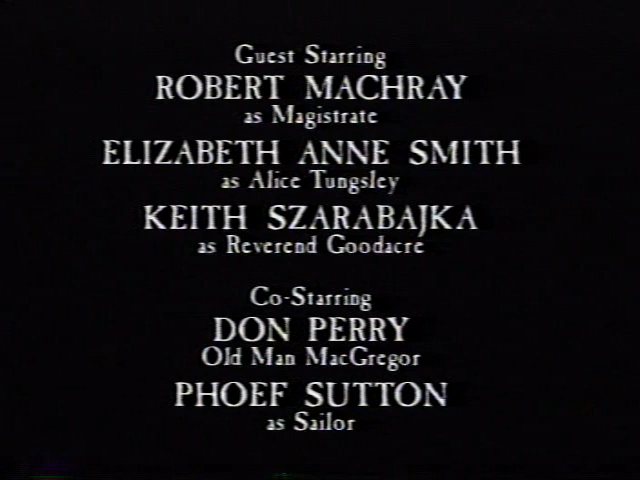 Guest Starring
ROBERT MACHRAY
as Magistrate
ELIZABETH ANNE SMITH
as Alice Tungsley
KEITH SZARABAJKA
as Reverend Goodacre
Co-Starring
DON PERRY
Old Man MacGregor
PHOEF SUTTON
as Sailor